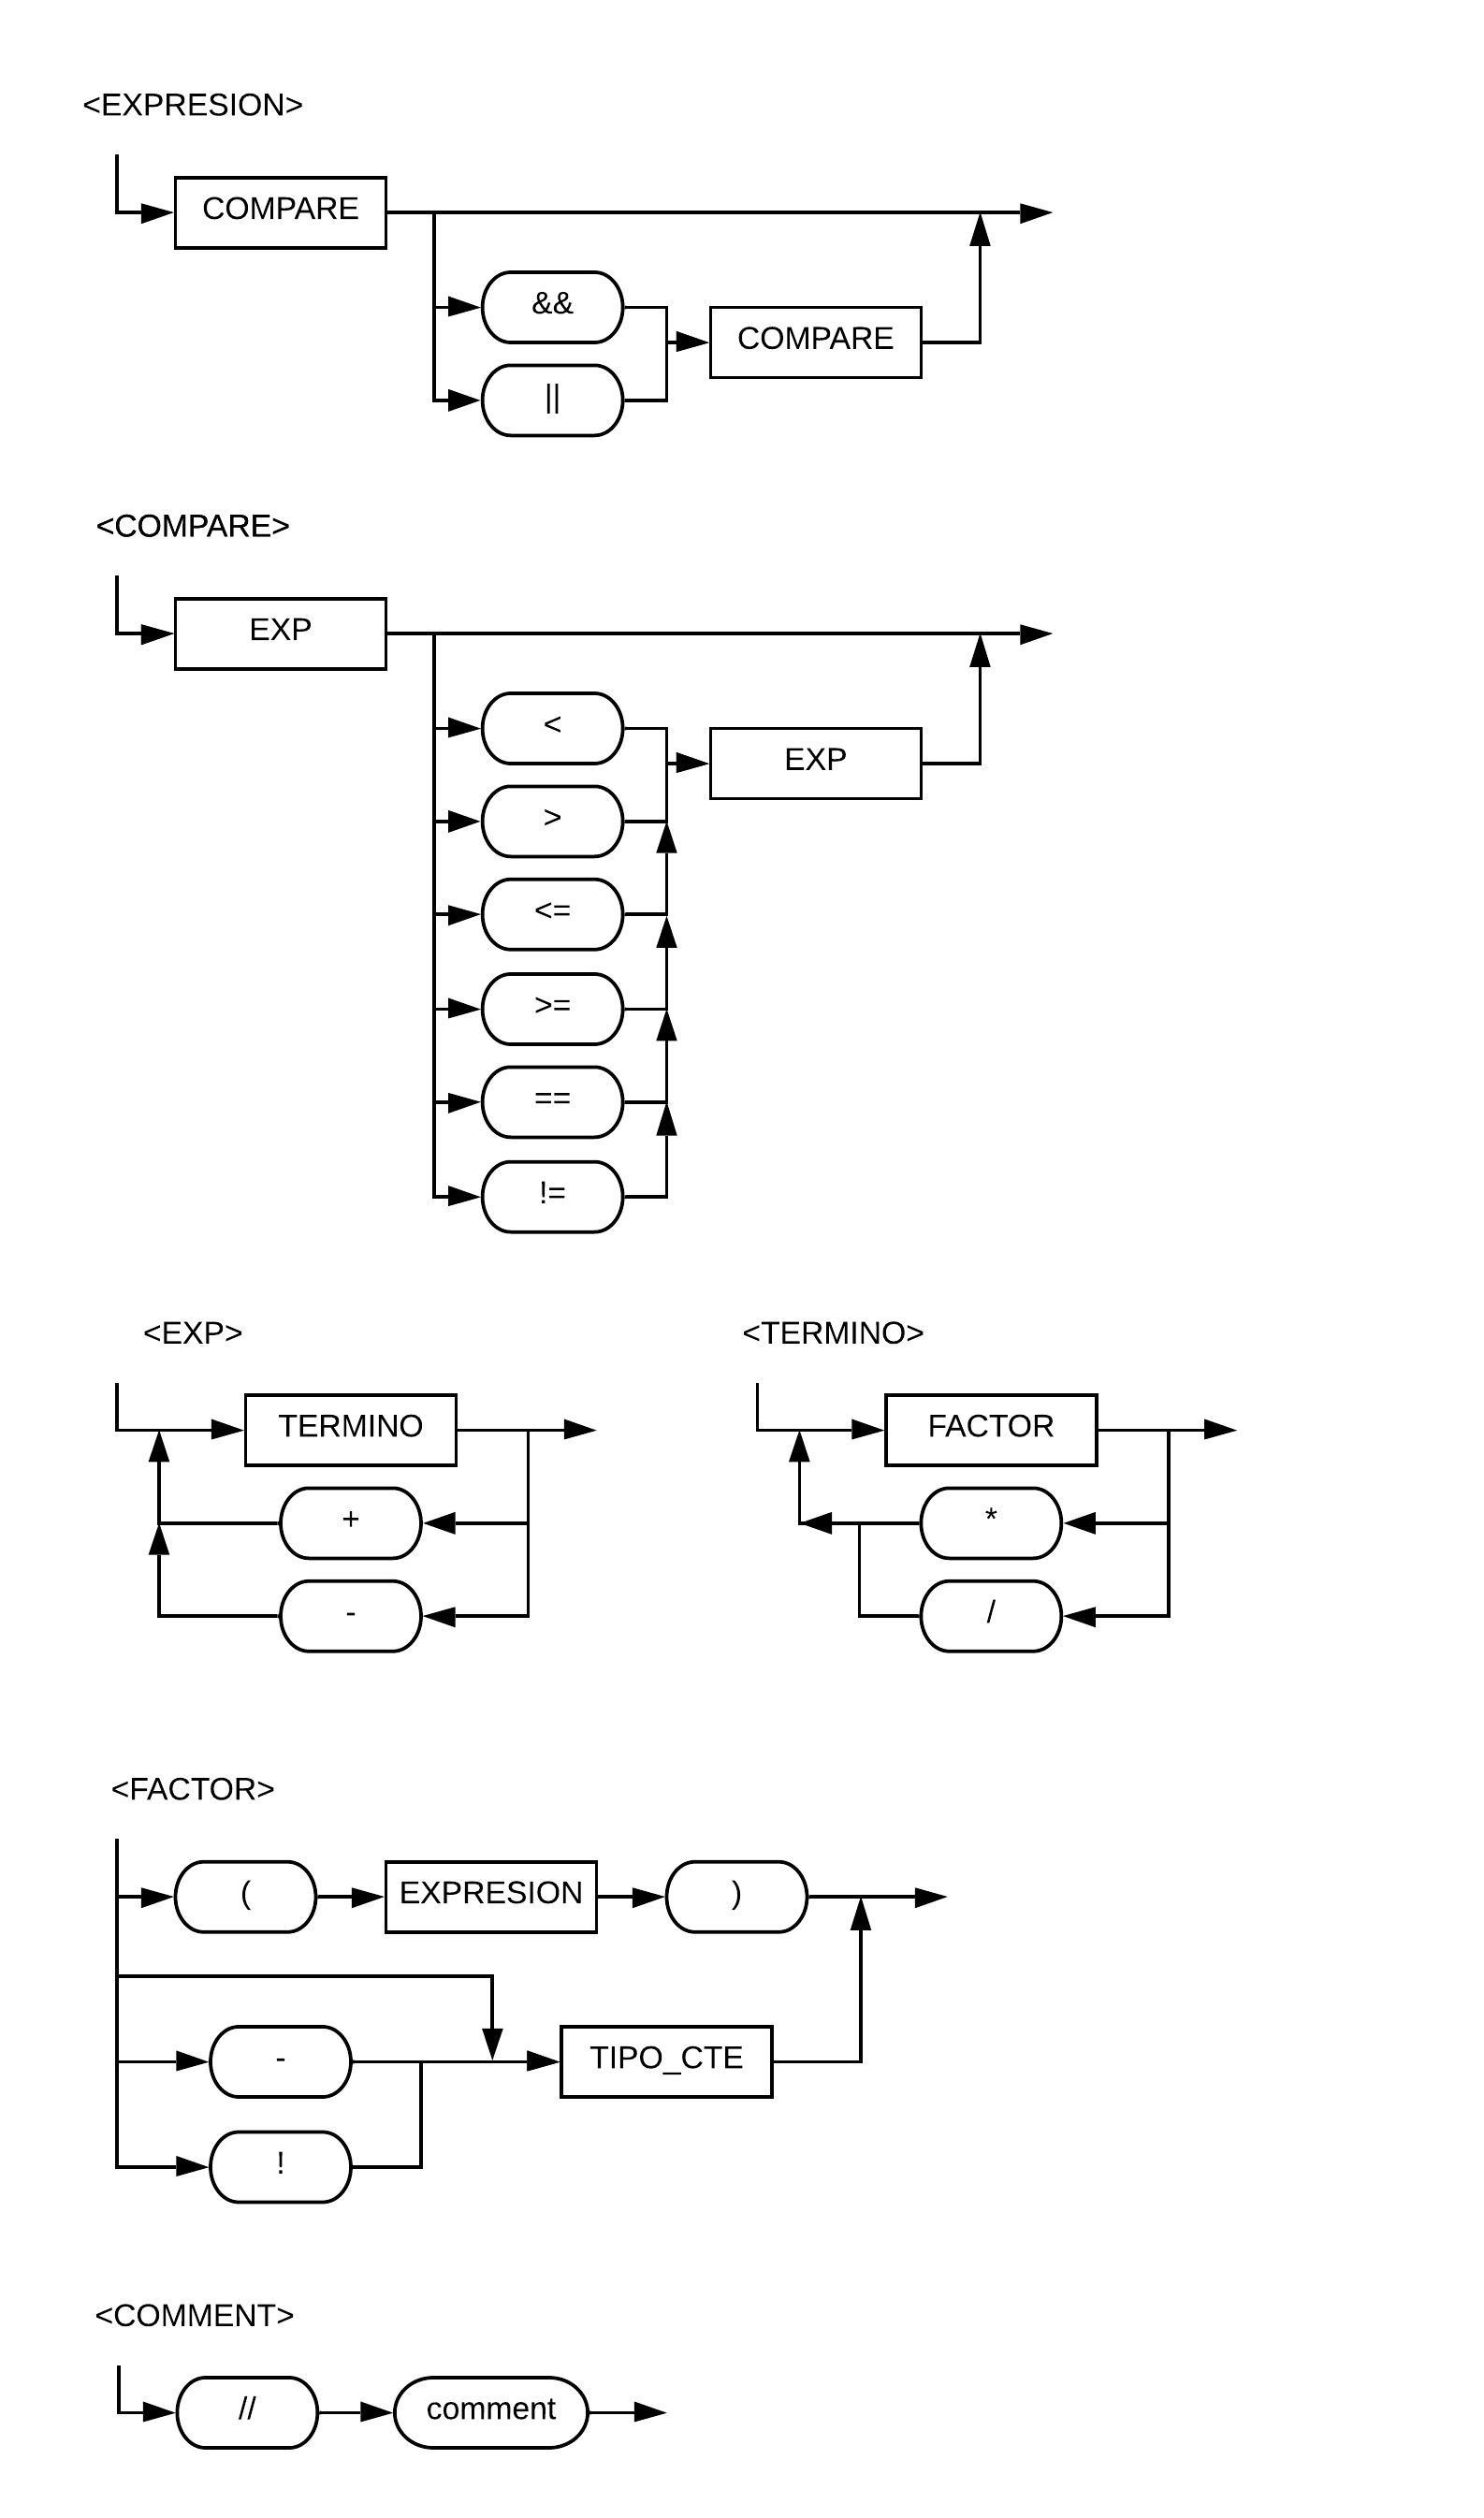 <EXPRESION>
COMPARE
&&
COMPARE
||
<COMPARE>
EXP
<
EXP
>
<=
>=
==
!=
<EXP>
TERMINO
+
-
<TERMINO>
FACTOR
*
/
<FACTOR>
(
EXPRESION
)
-
TIPO_CTE
!
<COMMENT>
//
comment